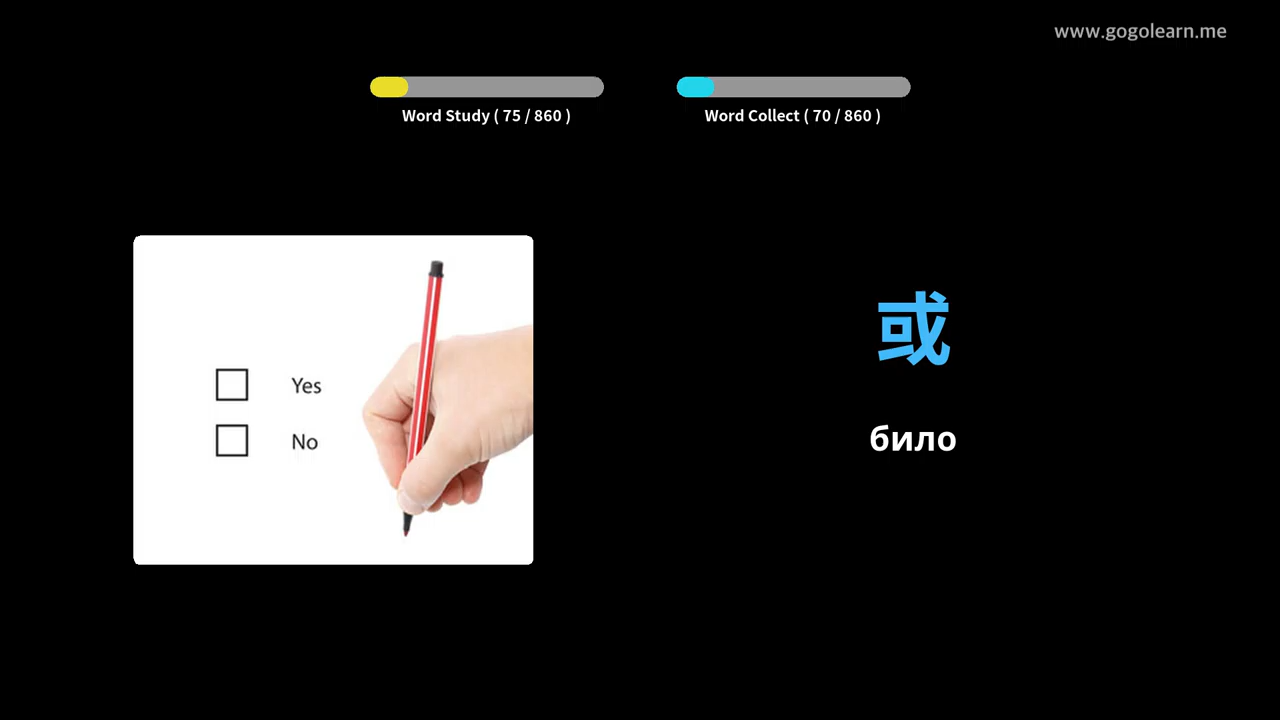 www.gogolearn.me
Word Study ( 75 / 860 )
Word Collect ( 70 / 860 )
Yes
No
或
било